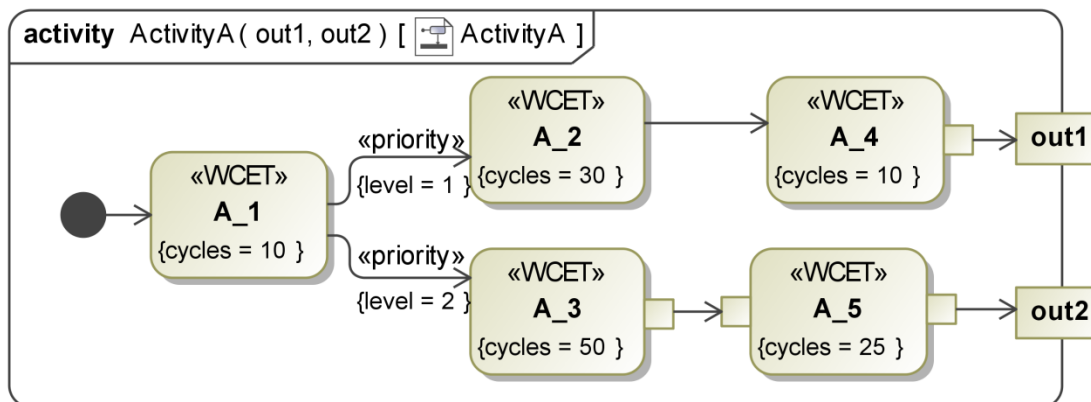 activity ActivityA( out1, out2 ) [ ActivityA ]
«WCET»
A_1
{cycles = 10 }
«priority»
{level = 1 }
«WCET»
A_2
{cycles = 30 }
«WCET»
A_4
{cycles = 10 }
out1
«priority»
{level = 2 }
«WCET»
A_3
{cycles = 50 }
«WCET»
A_5
{cycles = 25 }
out2